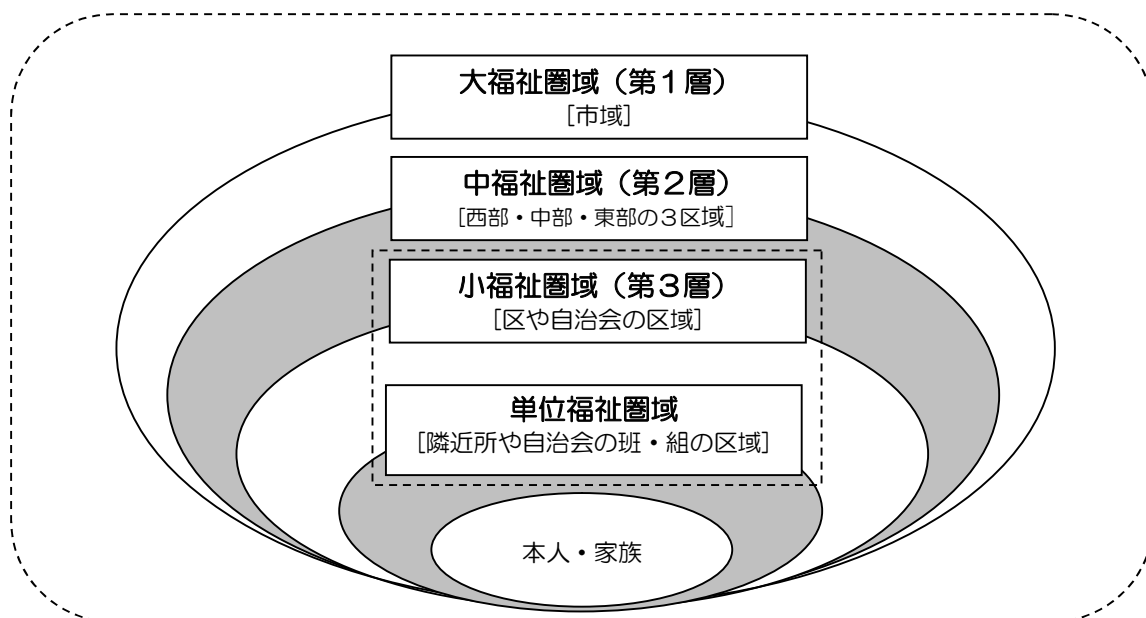 大福祉圏域（第１層）
[市域]
中福祉圏域（第２層）
[西部・中部・東部の３区域]
小福祉圏域（第３層）
[区や自治会の区域]
単位福祉圏域
[隣近所や自治会の班・組の区域]
本人・家族